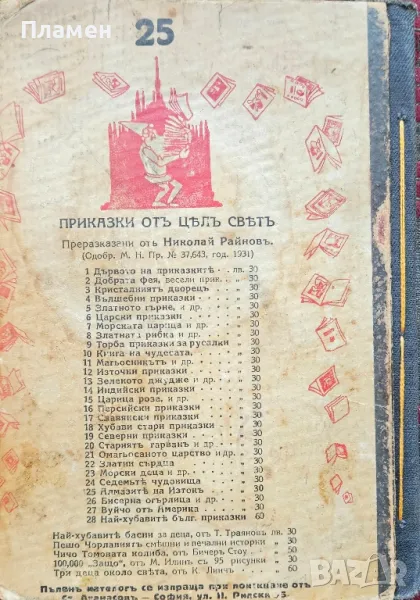 Пламен
25
ПРИКАЗКИ ОТЪ ЦѢЛЪ СВѢТЪ
Преразказани отъ Николай Райновъ.
(Одобр. М. Н. Пр. № 37,643, год. 1931)
1 Дървото на приказкитѣ . лв. 30
2 Добрата фея, весели прик. . „ 30
3 Кристалниятъ дворецъ „ 30
4 Вълшебни приказки . „ 30
5 Златното гърне, и др. . „ 30
6 Царски приказки . „ 30
7 Морската царица и др. „ 30
8 Златната рибка и др. . „ 30
9 Торба приказки за русалки 30
10 Книга на чудесата, . . „ 30
11 Магьосникътъ и др. . . „ 30
12 Източни приказки . . „ 30
13 Зеленото джудже и др. „ 30
14 Индийски приказки . . „ 30
15 Царица роза, и др. . „ 30
16 Персийски приказки . „ 30
17 Славянски приказки . „ 30
18 Хубави стари приказки „ 30
19 Северни приказки . . „ 30
20 Стариятъ гарванъ и др. „ 30
21 Омагьосаното царство и др. 30
22 Златни сърдца . . „ 30
23 Морски деца и др. . „ 30
24 Седемьтѣ чудовища „ 30
25 Алмазитѣ на Изтокъ . „ 30
26 Бисерна огърлица и др. „ 30
27 Вуйчо отъ Америка . „ 30
28 Най-хубавитѣ бълг. приказки 60
Най-хубавитѣ басни за деца, отъ Т. Траяновъ лв. 30
Пешо Чорлавиятъ смѣшни и печални истории „ 30
Чичо Томовата колиба, отъ Бичеръ Стоу . . 30
100,000 „Защо“, отъ М. Илинъ съ 95 рисунки „ 30
Три деца около свѣта, отъ К. Линчъ „ 30
Пъленъ каталогъ се изпраща при поискване отъ
Ст. Атанасовъ — София, ул. П. Рилски
bazar.bg